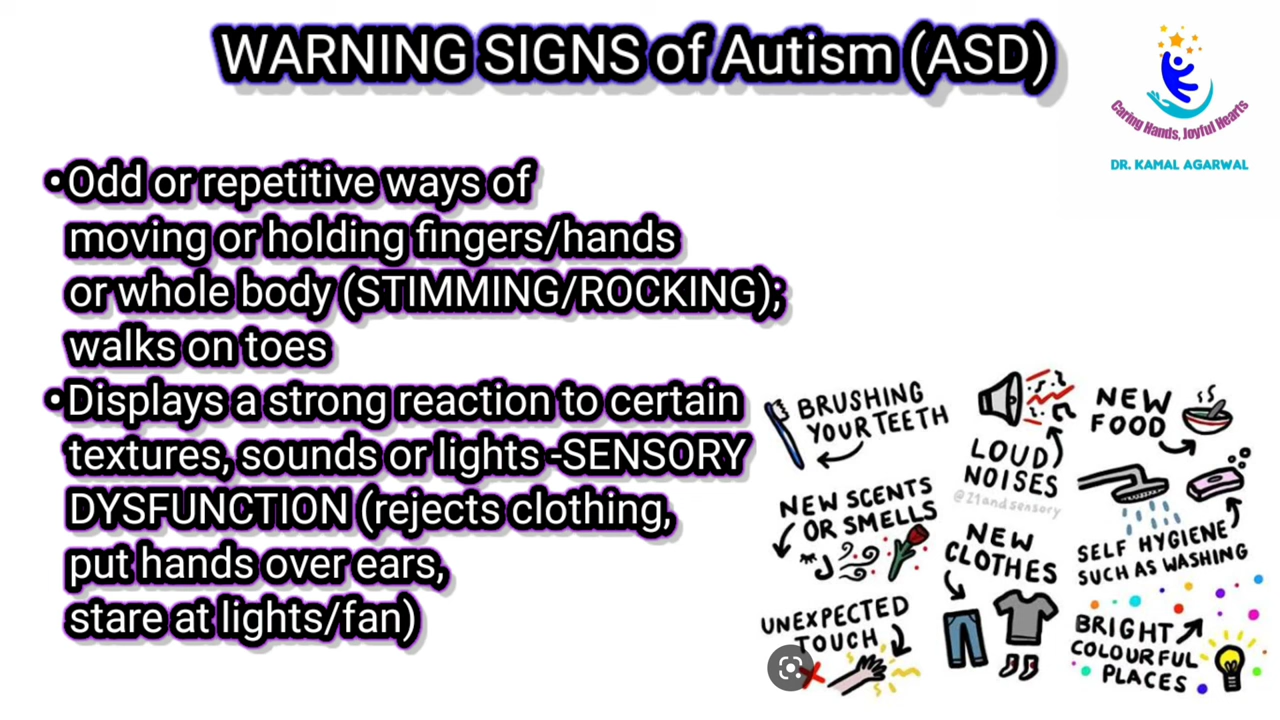 WARNING SIGNS of Autism (ASD)
Caring Hands, Joyful Hearts
DR. KAMAL AGARWAL
•Odd or repetitive ways of
moving or holding fingers/hands
or whole body (STIMMING/ROCKING);
walks on toes
•Displays a strong reaction to certain
textures, sounds or lights -SENSORY
DYSFUNCTION (rejects clothing,
put hands over ears,
stare at lights/fan)
BRUSHING
YOUR TEETH
LOUD
NOISES
@21andsensory
NEW
FOOD
NEW SCENTS
OR SMELLS
NEW
CLOTHES
SELF HYGIENE
SUCH AS WASHING
UNEXPECTED
TOUCH
BRIGHT
COLOURFUL
PLACES